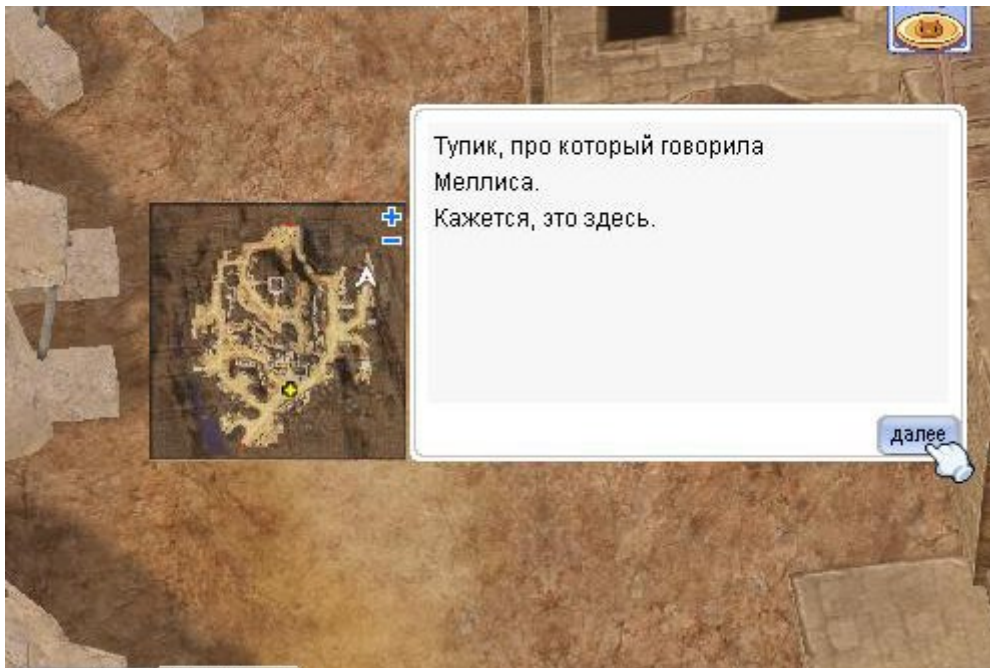 Тупик, про который говорила
Меллиса.
Кажется, это здесь.
далее